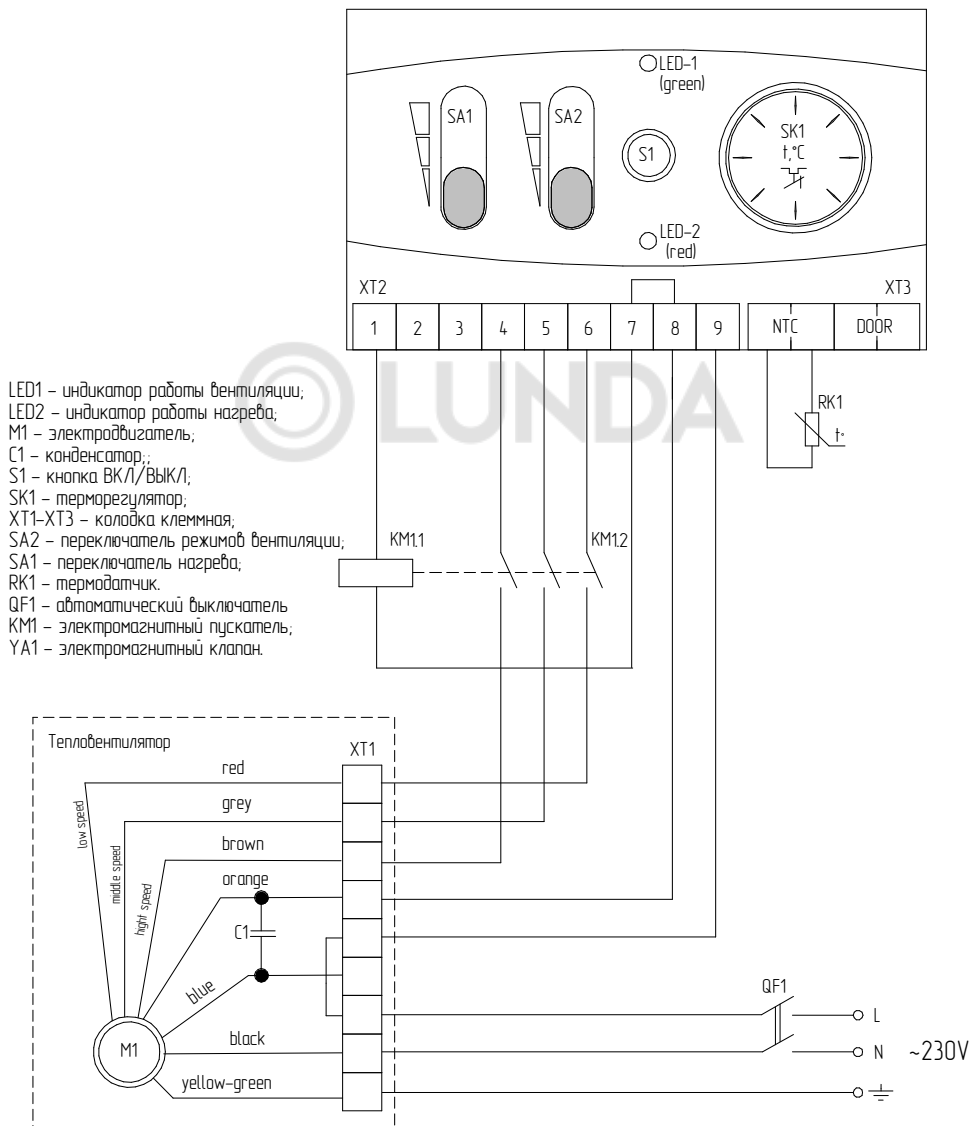 LED-1
(green)
SA1
SA2
S1
SK1
t,°C
LED-2
(red)
XT2
XT3
1 2 3 4 5 6 7 8 9 NTC DOOR
LUNDA
RK1
t°
LED1 – индикатор работы вентиляции;
LED2 – индикатор работы нагрева;
M1 – электродвигатель;
C1 – конденсатор,;
S1 – кнопка ВКЛ/ВЫКЛ;
SK1 – терморегулятор;
XT1-XT3 – колодка клеммная;
SA2 – переключатель режимов вентиляции;
SA1 – переключатель нагрева;
RK1 – термодатчик.
QF1 – автоматический выключатель
KM1 – электромагнитный пускатель;
YA1 – электромагнитный клапан.
KM1.1
KM1.2
Тепловентилятор
XT1
red
grey
brown
orange
low speed
middle speed
hight speed
C1
blue
black
yellow-green
M1
QF1
L
N ~230V